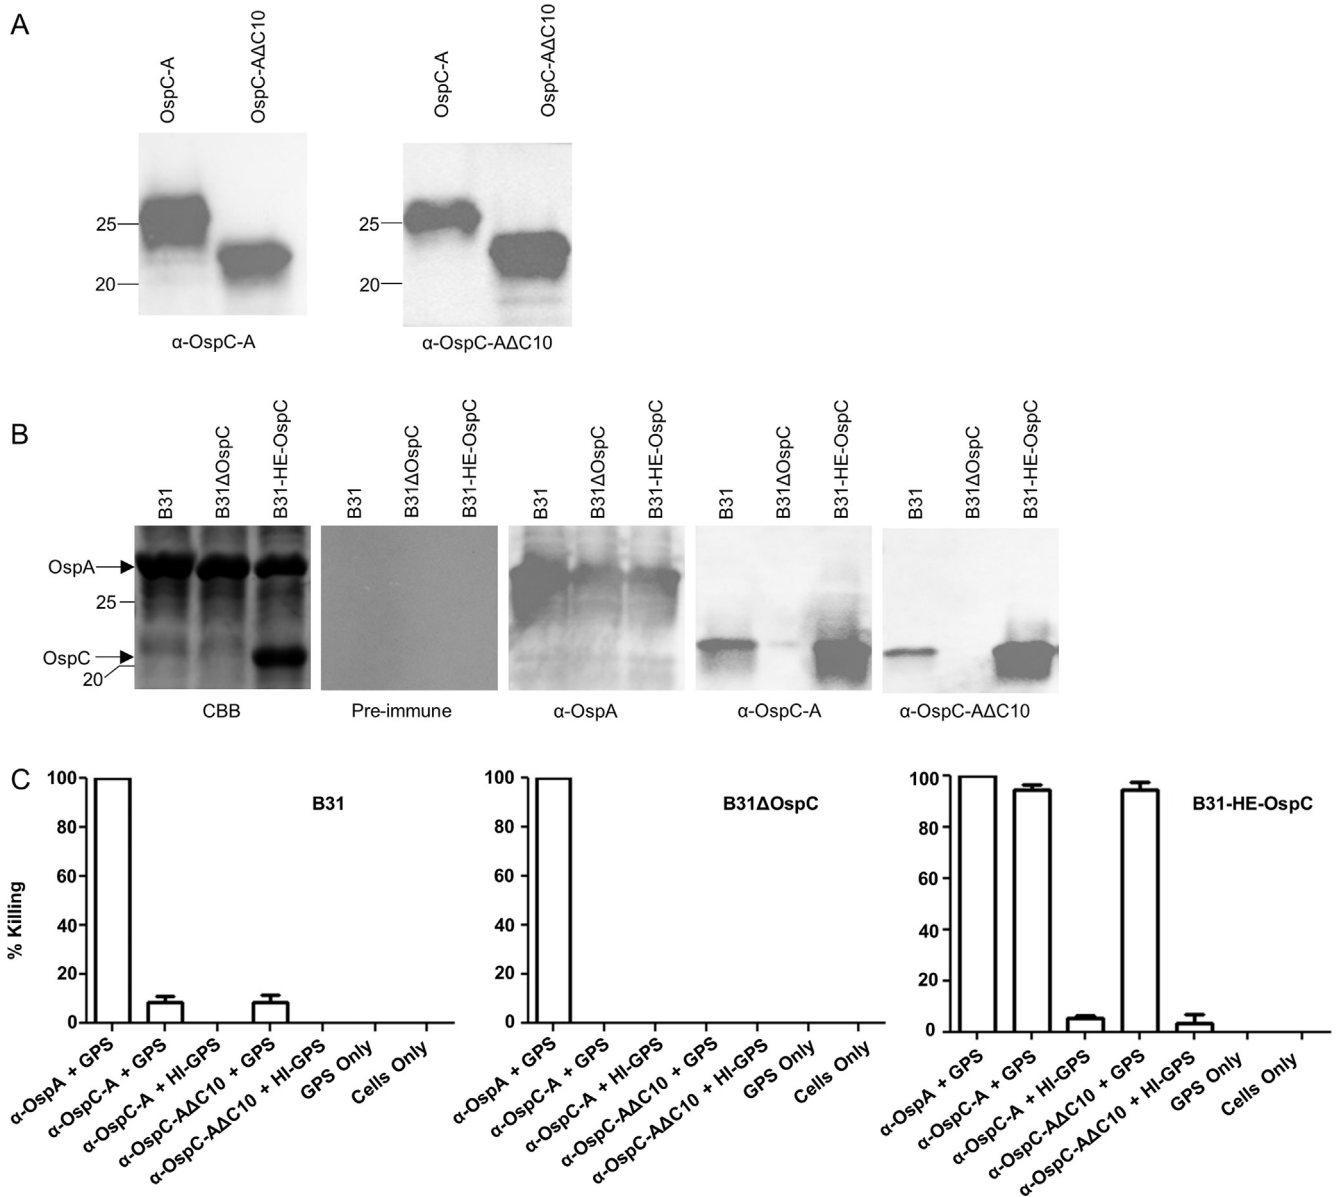 A
OspC-A
OspC-AΔC10
OspC-A
OspC-AΔC10
25
20
25
20
α-OspC-A
α-OspC-AΔC10
B
B31
B31ΔOspC
B31-HE-OspC
B31
B31ΔOspC
B31-HE-OspC
B31
B31ΔOspC
B31-HE-OspC
B31
B31ΔOspC
B31-HE-OspC
B31
B31ΔOspC
B31-HE-OspC
OspA
25
OspC
20
CBB
Pre-immune
α-OspA
α-OspC-A
α-OspC-AΔC10
C
% Killing
100
80
60
40
20
0
B31
α-OspA + GPS
α-OspC-A + GPS
α-OspC-A + HI-GPS
α-OspC-AΔC10 + GPS
α-OspC-AΔC10 + HI-GPS
GPS Only
Cells Only
100
80
60
40
20
0
B31ΔOspC
α-OspA + GPS
α-OspC-A + GPS
α-OspC-A + HI-GPS
α-OspC-AΔC10 + GPS
α-OspC-AΔC10 + HI-GPS
GPS Only
Cells Only
100
80
60
40
20
0
B31-HE-OspC
α-OspA + GPS
α-OspC-A + GPS
α-OspC-A + HI-GPS
α-OspC-AΔC10 + GPS
α-OspC-AΔC10 + HI-GPS
GPS Only
Cells Only